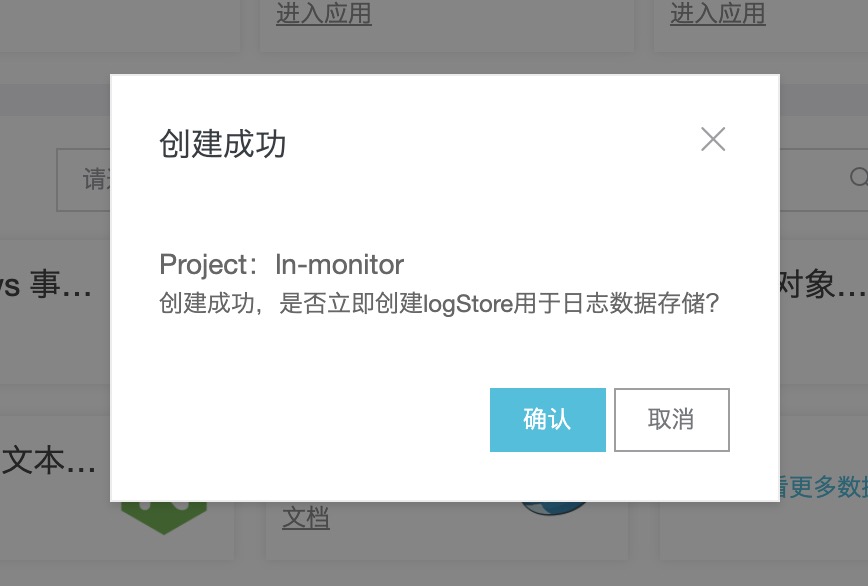 进入应用
进入应用
创建成功
请
Project：ln-monitor
创建成功，是否立即创建logStore用于日志数据存储？
确认
取消
s 事...
对象...
文本...
文档
看更多数据